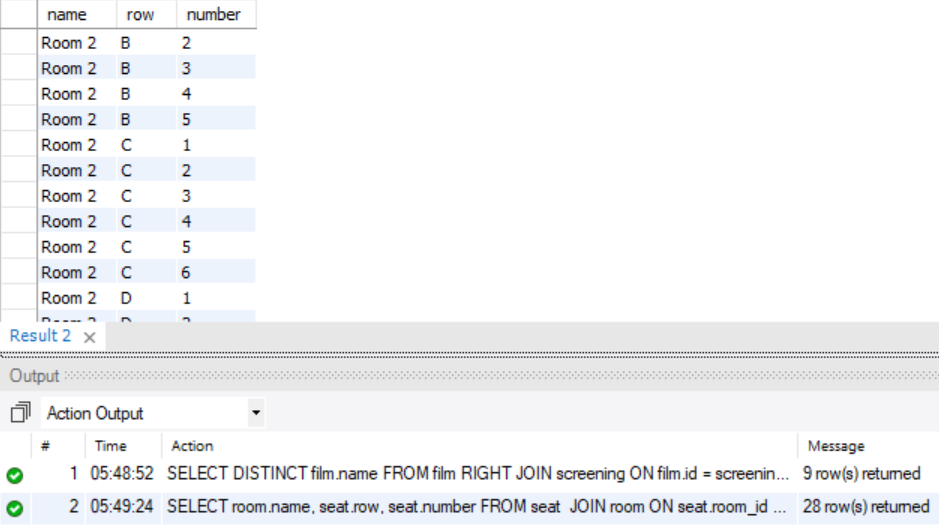 name row number
Room 2 B 2
Room 2 B 3
Room 2 B 4
Room 2 B 5
Room 2 C 1
Room 2 C 2
Room 2 C 3
Room 2 C 4
Room 2 C 5
Room 2 C 6
Room 2 D 1
Result 2
Output
Action Output
# Time Action Message
1 05:48:52 SELECT DISTINCT film.name FROM film RIGHT JOIN screening ON film.id = screenin... 9 row(s) returned
2 05:49:24 SELECT room.name, seat.row, seat.number FROM seat JOIN room ON seat.room_id ... 28 row(s) returned